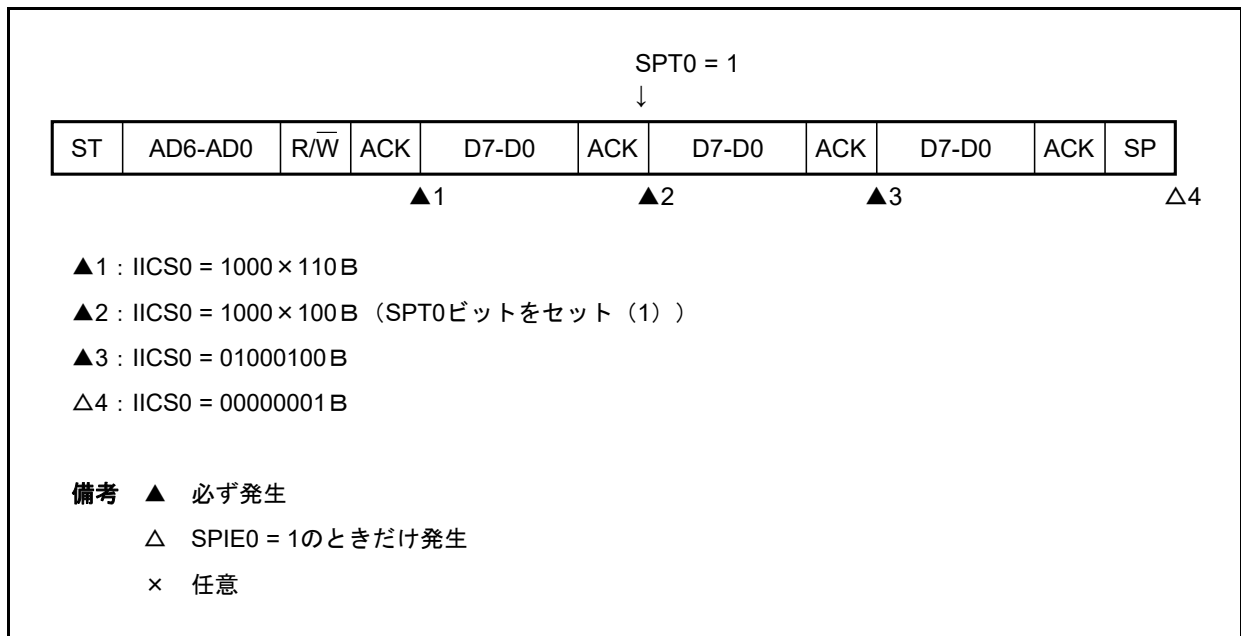 SPT0 = 1
↓
ST AD6-AD0 R/W̅ ACK D7-D0 ACK D7-D0 ACK D7-D0 ACK SP
▲1 ▲2 ▲3 △4
▲1：IICS0 = 1000×110B
▲2：IICS0 = 1000×100B（SPT0ビットをセット（1））
▲3：IICS0 = 01000100B
△4：IICS0 = 00000001B
備考 ▲ 必ず発生
△ SPIE0 = 1のときだけ発生
× 任意